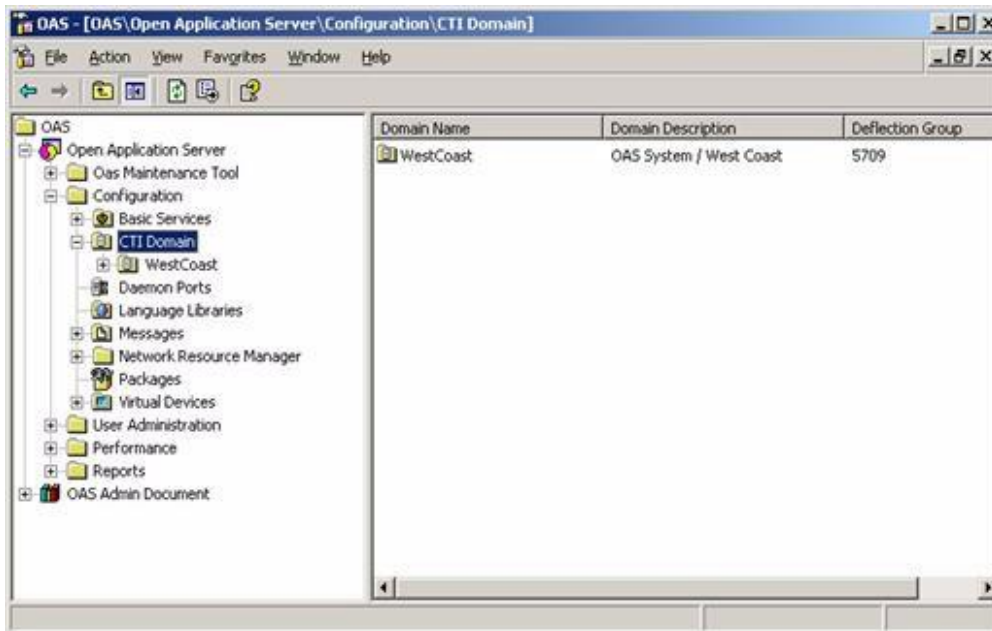 OAS - [OAS\Open Application Server\Configuration\CTI Domain]
File Action View Favorites Window Help
OAS
Open Application Server
Oas Maintenance Tool
Configuration
Basic Services
CTI Domain
WestCoast
Daemon Ports
Language Libraries
Messages
Network Resource Manager
Packages
Virtual Devices
User Administration
Performance
Reports
OAS Admin Document
Domain Name Domain Description Deflection Group
WestCoast OAS System / West Coast 5709